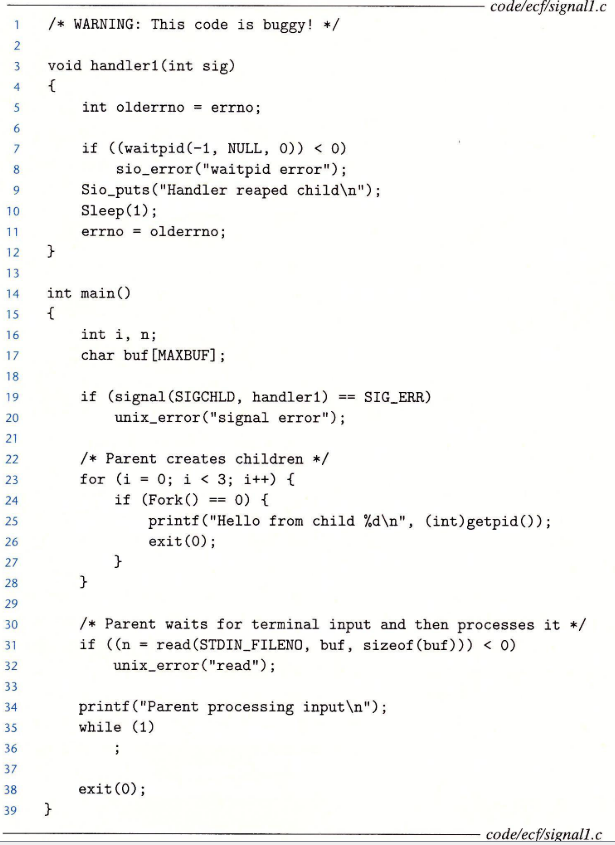 code/ecf/signal1.c
1 /* WARNING: This code is buggy! */
2
3 void handler1(int sig)
4 {
5     int olderrno = errno;
6
7     if ((waitpid(-1, NULL, 0)) < 0)
8         sio_error("waitpid error");
9     Sio_puts("Handler reaped child\n");
10     Sleep(1);
11     errno = olderrno;
12 }
13
14 int main()
15 {
16     int i, n;
17     char buf[MAXBUF];
18
19     if (signal(SIGCHLD, handler1) == SIG_ERR)
20         unix_error("signal error");
21
22     /* Parent creates children */
23     for (i = 0; i < 3; i++) {
24         if (Fork() == 0) {
25             printf("Hello from child %d\n", (int)getpid());
26             exit(0);
27         }
28     }
29
30     /* Parent waits for terminal input and then processes it */
31     if ((n = read(STDIN_FILENO, buf, sizeof(buf))) < 0)
32         unix_error("read");
33
34     printf("Parent processing input\n");
35     while (1)
36         ;
37
38     exit(0);
39 }
code/ecf/signal1.c